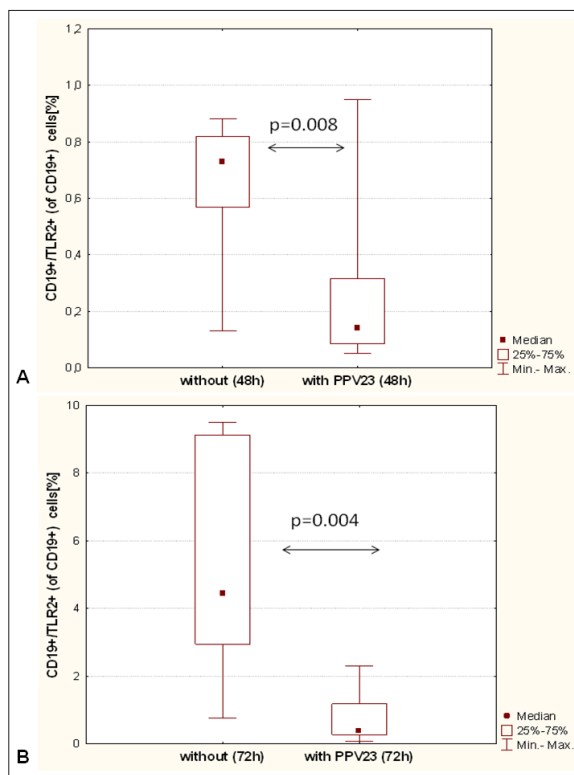 1,2
1,0
0,8
0,6
0,4
0,2
0,0
CD19+/TLR2+ (of CD19+) cells[%]
p=0.008
without (48h) with PPV23 (48h)
Median
25%-75%
Min.- Max.
A
10
8
6
4
2
0
CD19+/TLR2+ (of CD19+) cells[%]
p=0.004
without (72h) with PPV23 (72h)
Median
25%-75%
Min.- Max.
B